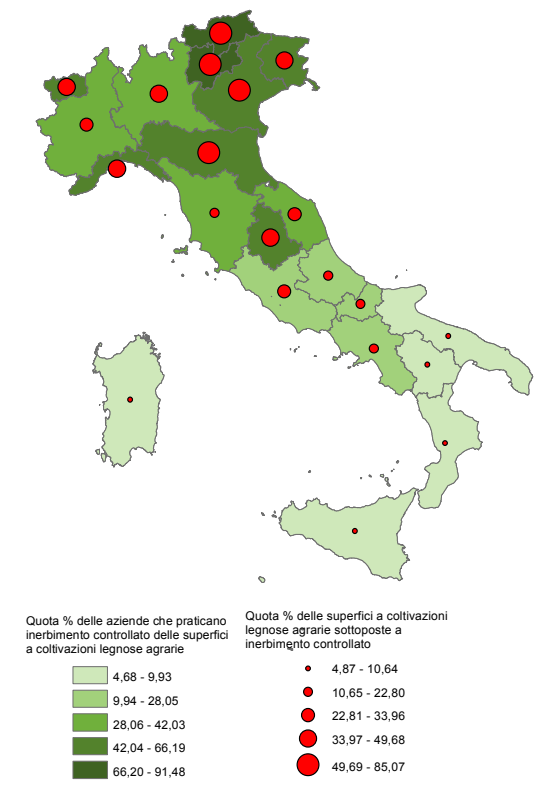 Quota % delle aziende che praticano
inerbimento controllato delle superfici
a coltivazioni legnose agrarie
4,68 - 9,93
9,94 - 28,05
28,06 - 42,03
42,04 - 66,19
66,20 - 91,48
Quota % delle superfici a coltivazioni
legnose agrarie sottoposte a
inerbimento controllato
4,87 - 10,64
10,65 - 22,80
22,81 - 33,96
33,97 - 49,68
49,69 - 85,07